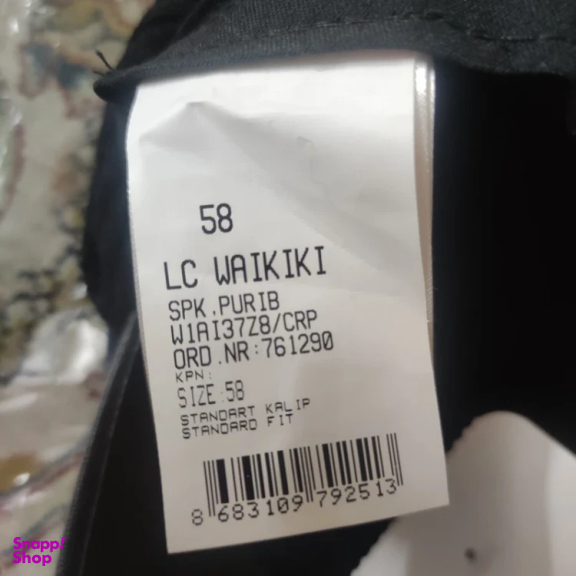 58
LC WAIKIKI
SPK.PURIB
W1AI37Z8/CRP
ORD.NR:761290
KPN:
SIZE:58
STANDART KALIP
STANDARD FIT
8 683109 792513
Snapp!
Shop